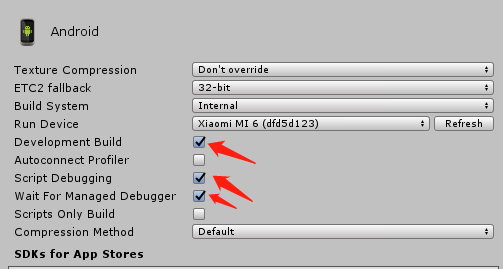 Android
Texture Compression Don't override
ETC2 fallback 32-bit
Build System Internal
Run Device Xiaomi MI 6 (dfd5d123) Refresh
Development Build
Autoconnect Profiler
Script Debugging
Wait For Managed Debugger
Scripts Only Build
Compression Method Default
SDKs for App Stores